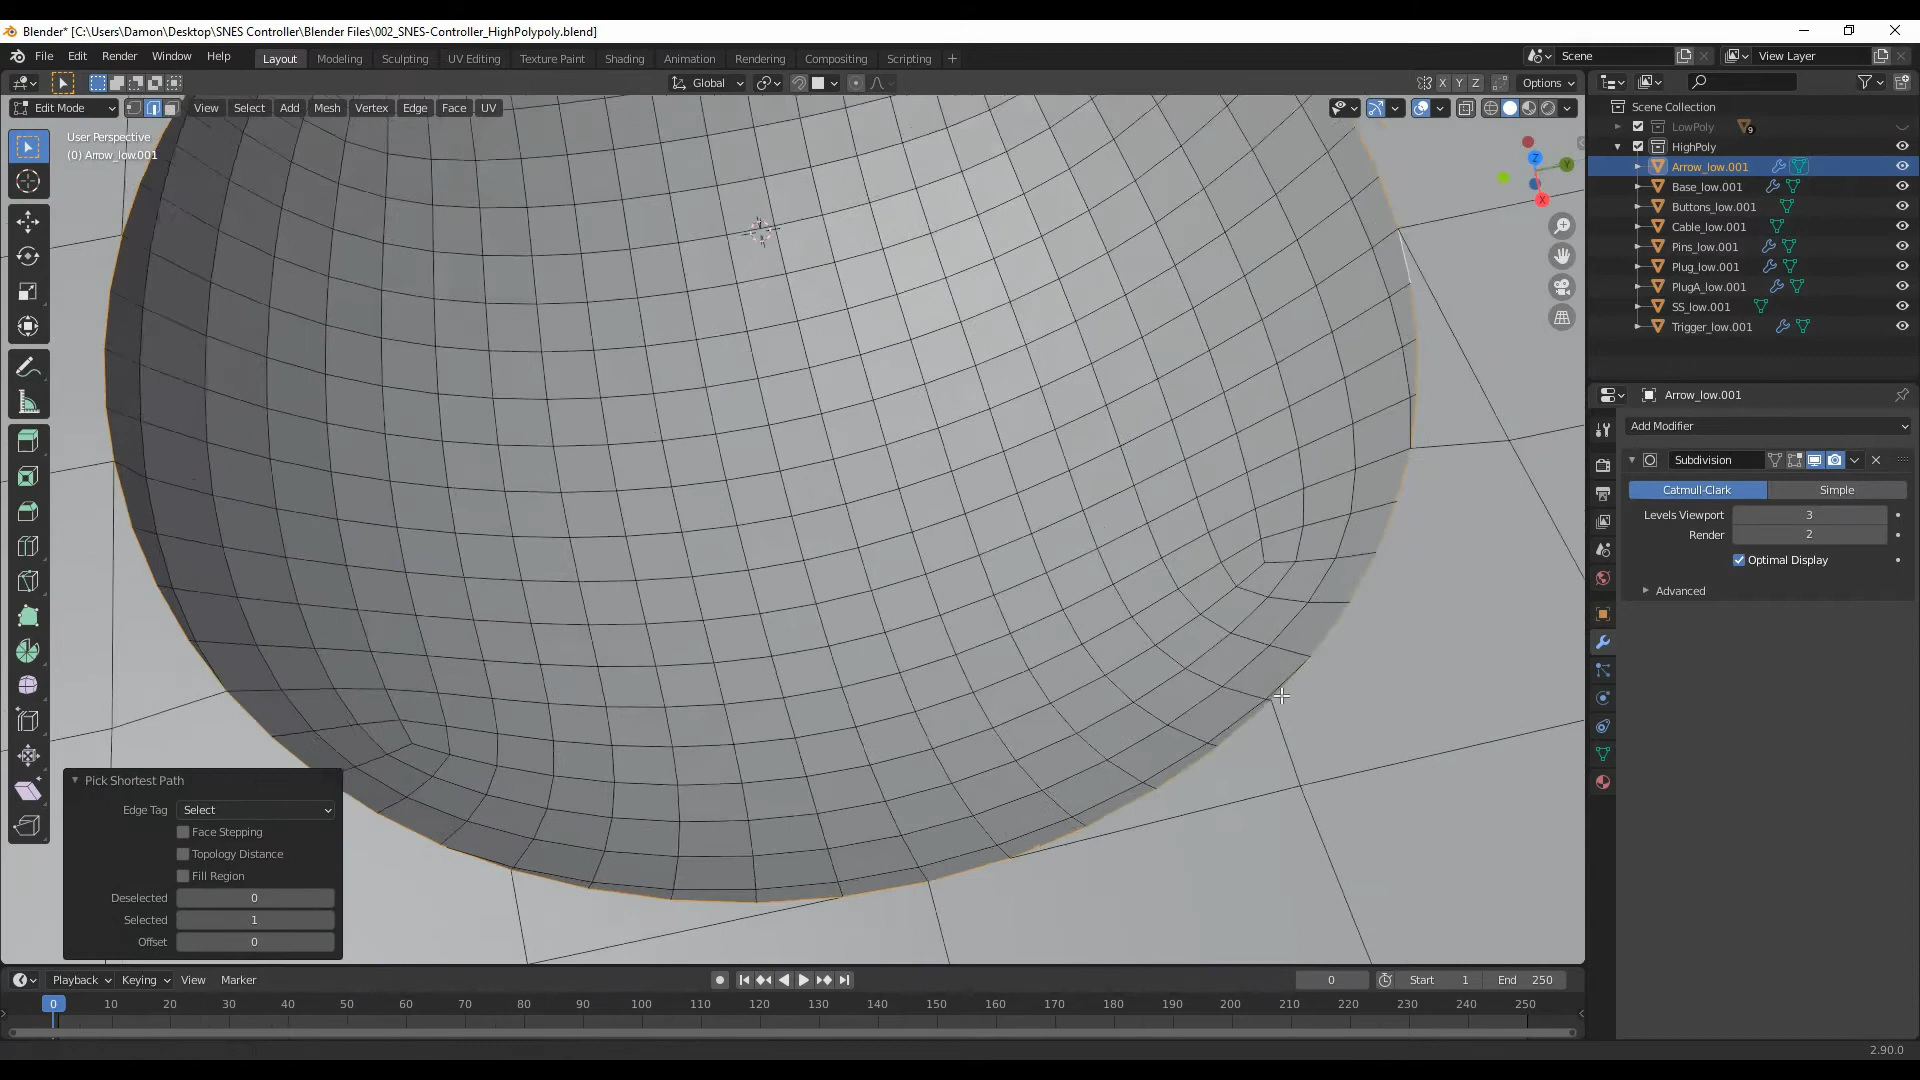 Blender* [C:\Users\Damon\Desktop\SNES Controller\Blender Files\002_SNES-Controller_HighPolypoly.blend]
File Edit Render Window Help
Layout Modeling Sculpting UV Editing Texture Paint Shading Animation Rendering Compositing Scripting +
Scene
View Layer
Global
X Y Z
Options
Edit Mode
View Select Add Mesh Vertex Edge Face UV
User Perspective
(0) Arrow_low.001
Z
Y
X
Scene Collection
LowPoly 9
HighPoly
Arrow_low.001
Base_low.001
Buttons_low.001
Cable_low.001
Pins_low.001
Plug_low.001
PlugA_low.001
SS_low.001
Trigger_low.001
Arrow_low.001
Add Modifier
Subdivision
Catmull-Clark Simple
Levels Viewport 3
Render 2
Optimal Display
Advanced
Pick Shortest Path
Edge Tag Select
Face Stepping
Topology Distance
Fill Region
Deselected 0
Selected 1
Offset 0
Playback Keying View Marker
0
Start 1
End 250
0 10 20 30 40 50 60 70 80 90 100 110 120 130 140 150 160 170 180 190 200 210 220 230 240 250
2.90.0